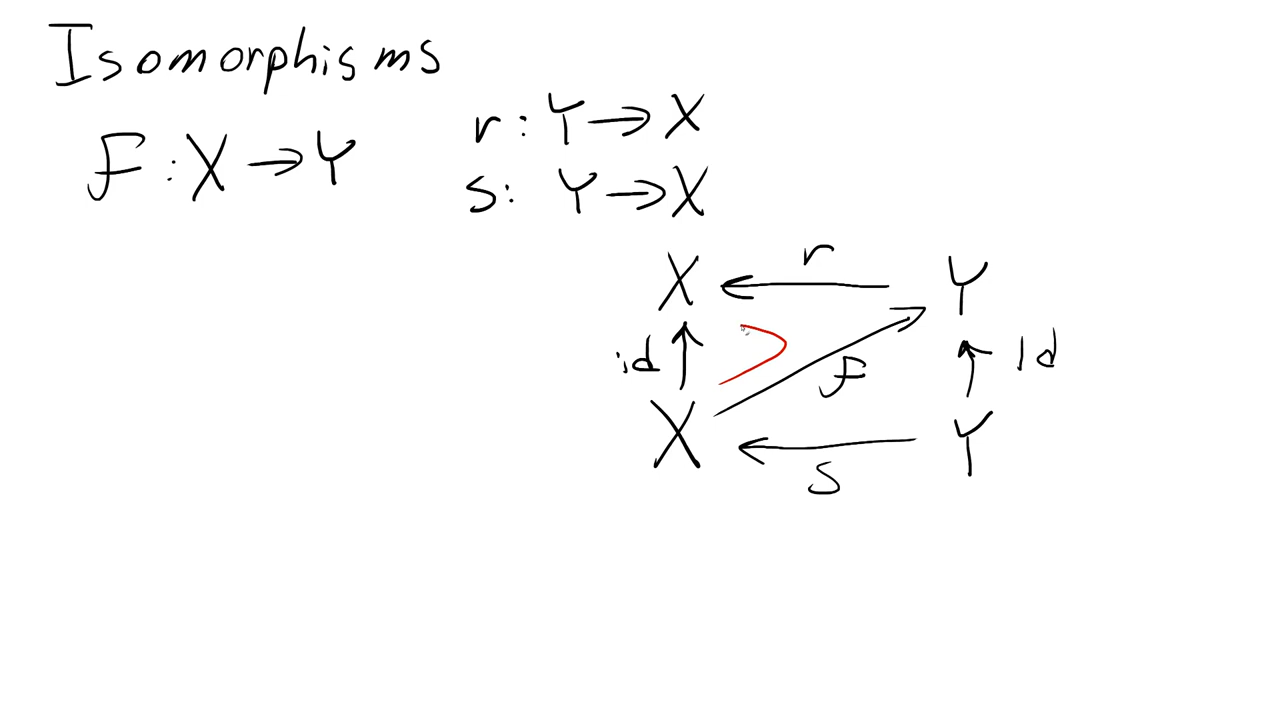 Isomorphisms
F : X → Y
r : Y → X
s : Y → X
r
X ← Y
id F id
X ← Y
s